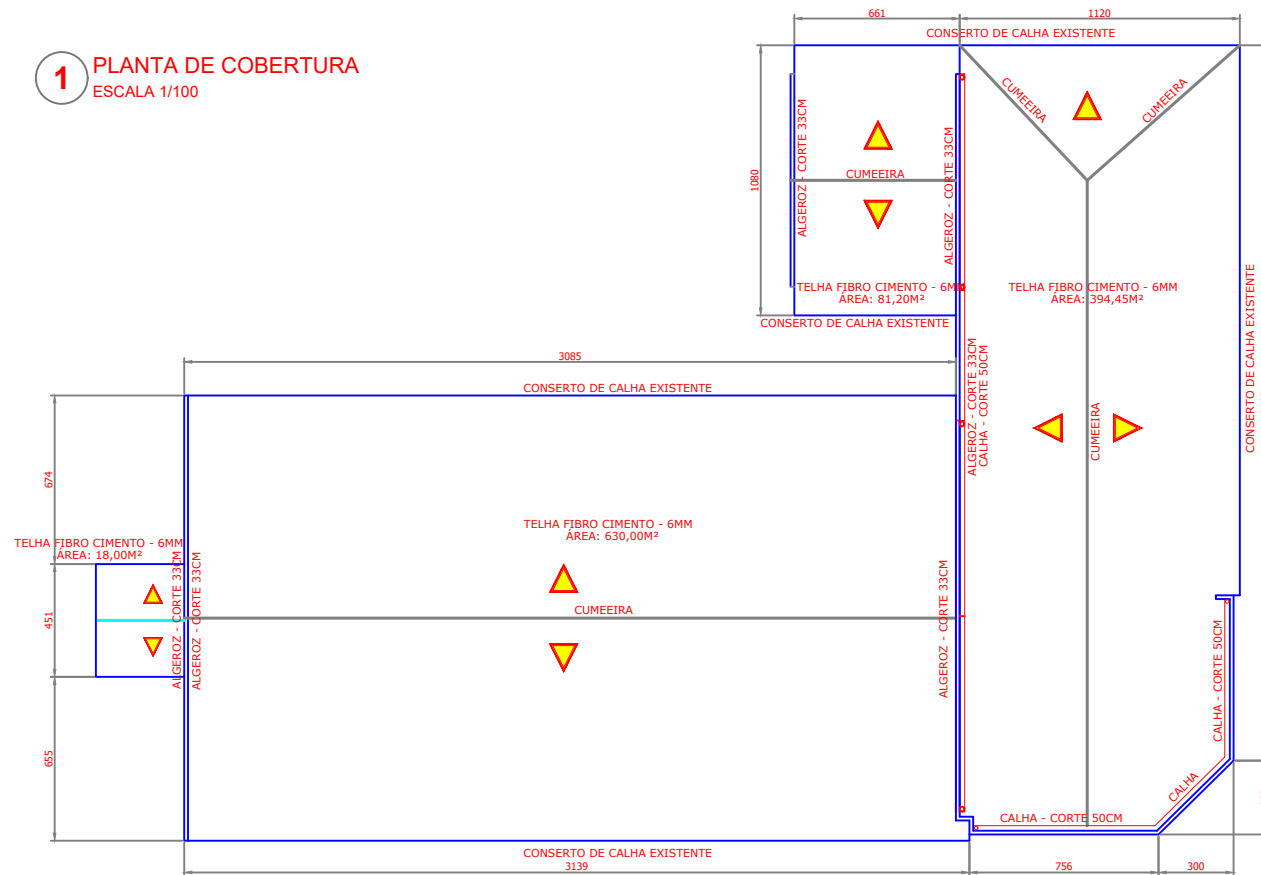 1
PLANTA DE COBERTURA
ESCALA 1/100
661
1120
CONSERTO DE CALHA EXISTENTE
CUMEEIRA
CUMEEIRA
ALGEROZ - CORTE 33CM
ALGEROZ - CORTE 33CM
1080
CUMEEIRA
TELHA FIBRO CIMENTO - 6MM
ÁREA: 81,20M²
TELHA FIBRO CIMENTO - 6MM
ÁREA: 394,45M²
CONSERTO DE CALHA EXISTENTE
CONSERTO DE CALHA EXISTENTE
3085
CONSERTO DE CALHA EXISTENTE
ALGEROZ - CORTE 33CM
CALHA - CORTE 50CM
CUMEEIRA
674
TELHA FIBRO CIMENTO - 6MM
ÁREA: 630,00M²
TELHA FIBRO CIMENTO - 6MM
ÁREA: 18,00M²
ALGEROZ - CORTE 33CM
ALGEROZ - CORTE 33CM
451
CUMEEIRA
ALGEROZ - CORTE 33CM
CALHA - CORTE 50CM
655
CALHA
CALHA - CORTE 50CM
CONSERTO DE CALHA EXISTENTE
3139
756
300